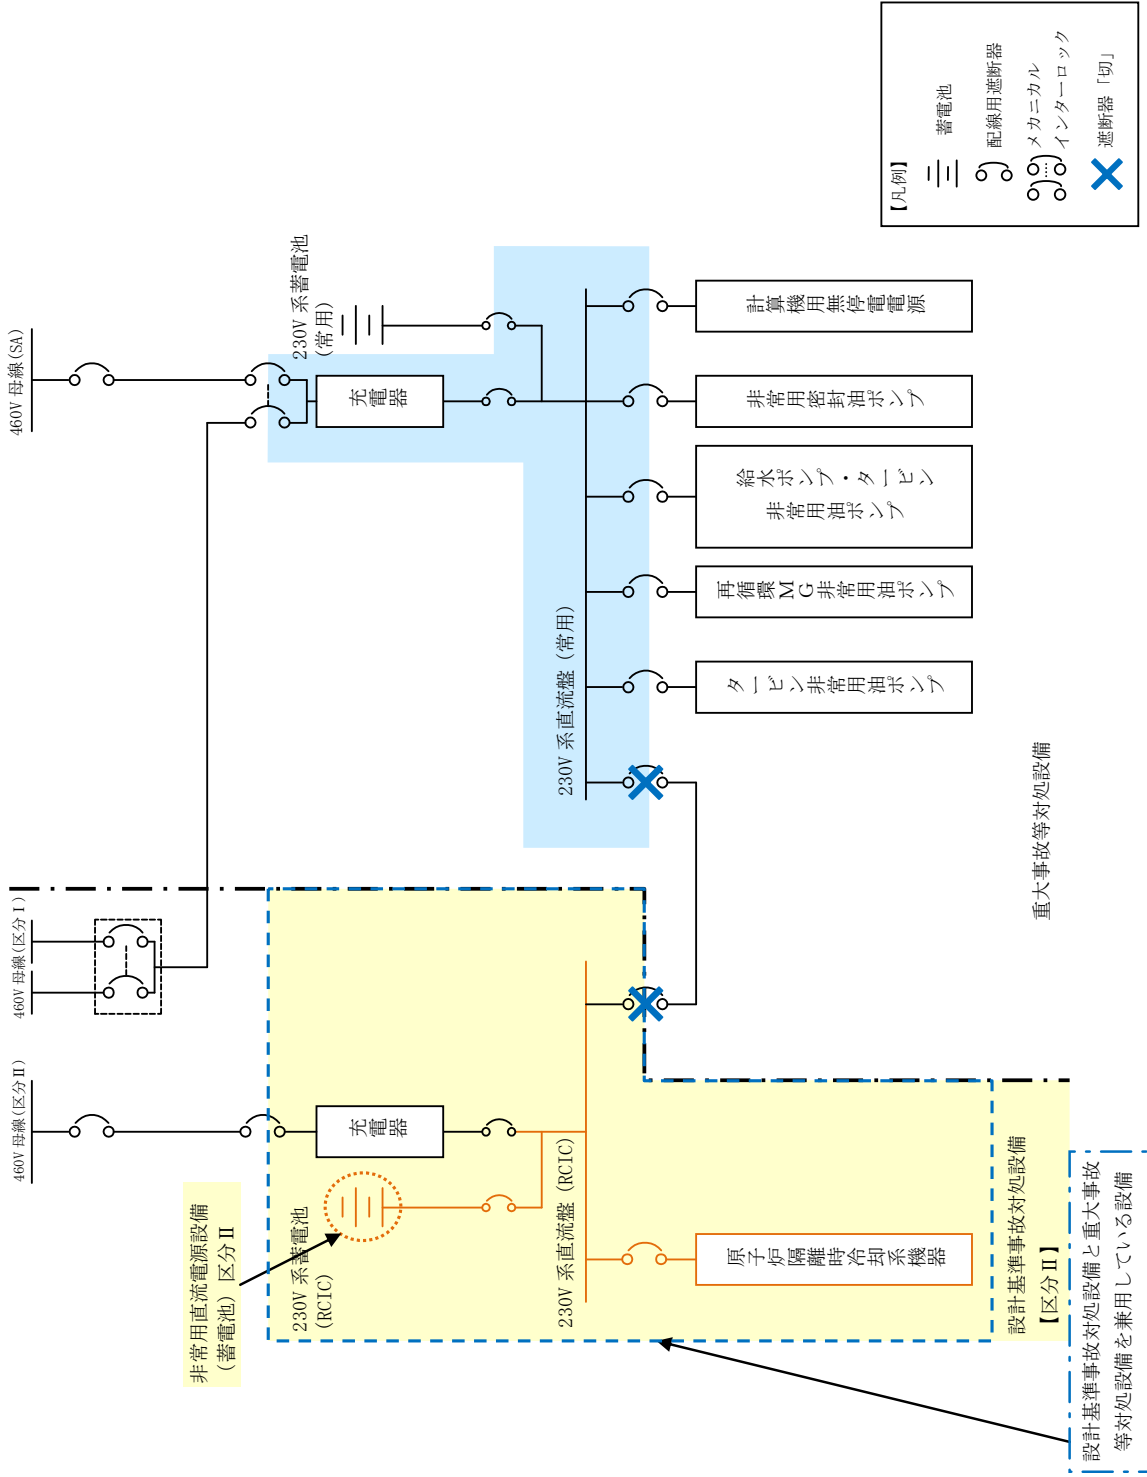 460V 母線(区分Ⅱ)
460V 母線(区分Ⅰ)
460V 母線(SA)
非常用直流電源設備
(蓄電池) 区分Ⅱ
230V 系蓄電池
(RCIC)
充電器
230V 系蓄電池
(常用)
充電器
230V 系直流盤 (RCIC)
230V 系直流盤 (常用)
原子炉隔離時冷却系機器
タービン非常用油ポンプ
再循環MG非常用油ポンプ
給水ポンプ・タービン
非常用油ポンプ
非常用密封油ポンプ
計算機用無停電電源
設計基準事故対処設備
【区分Ⅱ】
重大事故等対処設備
設計基準事故対処設備と重大事故
等対処設備を兼用している設備
【凡例】
蓄電池
配線用遮断器
メカニカル
インターロック
遮断器「切」